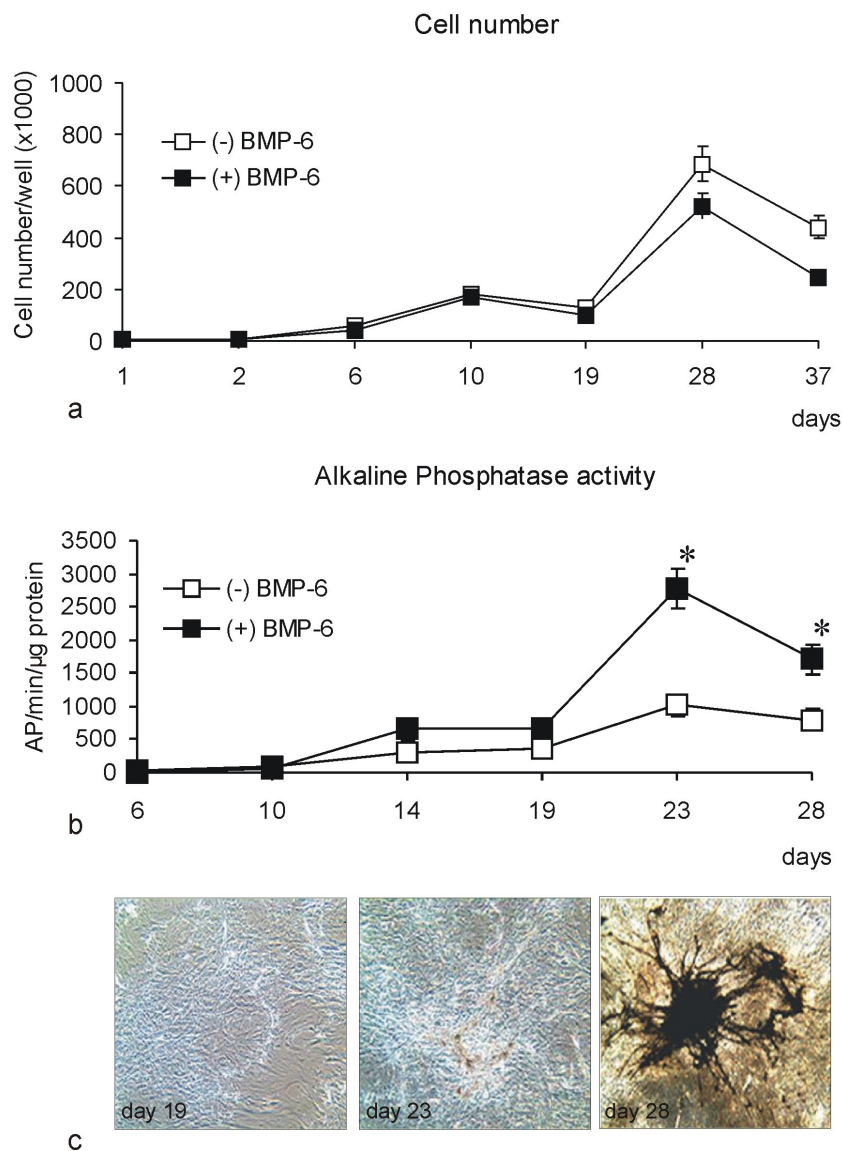 Cell number
Cell number/well (x1000)
1000
800
600
400
200
0
(-) BMP-6
(+) BMP-6
1 2 6 10 19 28 37
a
days
Alkaline Phosphatase activity
AP/min/µg protein
3500
3000
2500
2000
1500
1000
500
0
(-) BMP-6
(+) BMP-6
*
*
6 10 14 19 23 28
b
days
day 19 day 23 day 28
c